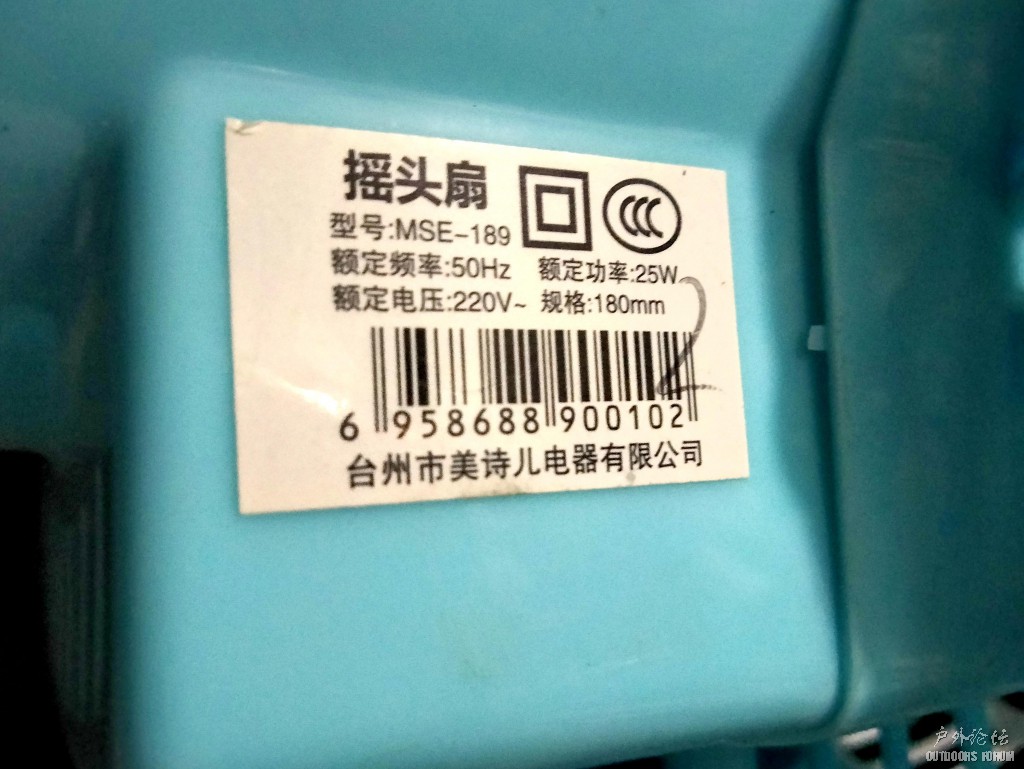 摇头扇
型号:MSE-189
额定频率:50Hz 额定功率:25W
额定电压:220V~ 规格:180mm
2
6 958688 900102
台州市美诗儿电器有限公司
户外论坛
OUTDOORS FORUM